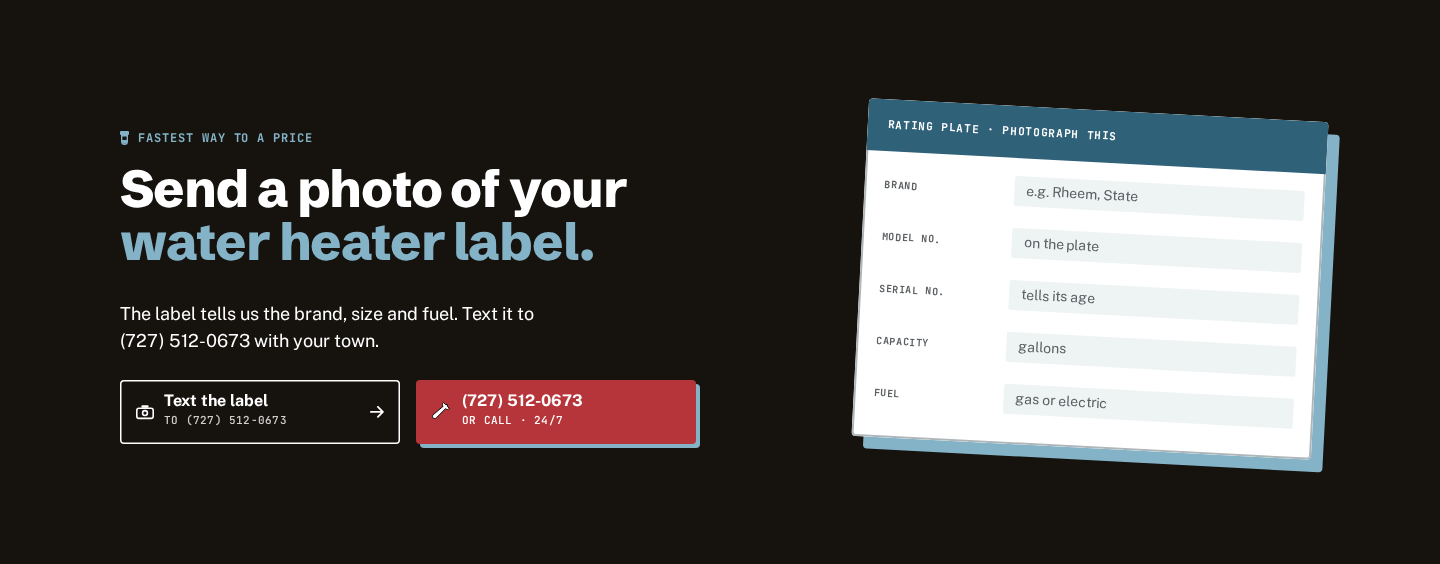 FASTEST WAY TO A PRICE
Send a photo of your
water heater label.
The label tells us the brand, size and fuel. Text it to
(727) 512-0673 with your town.
Text the label
TO (727) 512-0673
(727) 512-0673
OR CALL · 24/7
RATING PLATE · PHOTOGRAPH THIS
BRAND e.g. Rheem, State
MODEL NO. on the plate
SERIAL NO. tells its age
CAPACITY gallons
FUEL gas or electric